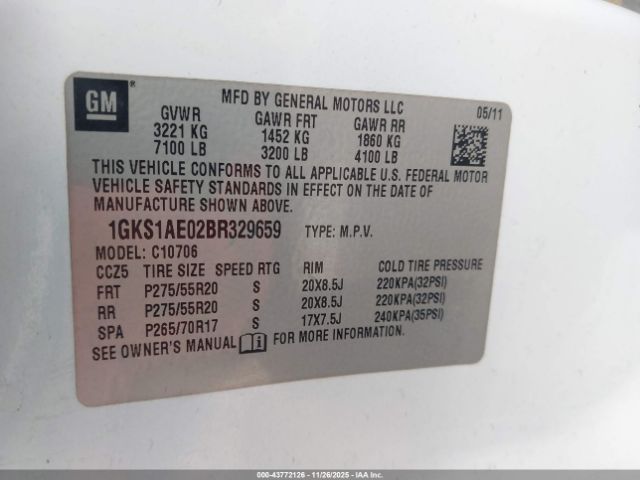 GM ®
MFD BY GENERAL MOTORS LLC 05/11
GVWR GAWR FRT GAWR RR
3221 KG 1452 KG 1860 KG
7100 LB 3200 LB 4100 LB
THIS VEHICLE CONFORMS TO ALL APPLICABLE U.S. FEDERAL MOTOR
VEHICLE SAFETY STANDARDS IN EFFECT ON THE DATE OF
MANUFACTURE SHOWN ABOVE.
1GKS1AE02BR329659 TYPE: M.P.V.
MODEL: C10706
CCZ5 TIRE SIZE SPEED RTG RIM COLD TIRE PRESSURE
FRT P275/55R20 S 20X8.5J 220KPA(32PSI)
RR P275/55R20 S 20X8.5J 220KPA(32PSI)
SPA P265/70R17 S 17X7.5J 240KPA(35PSI)
SEE OWNER'S MANUAL FOR MORE INFORMATION.
000-43772126 - 11/26/2025 - COPYRIGHT IAA, LLC.